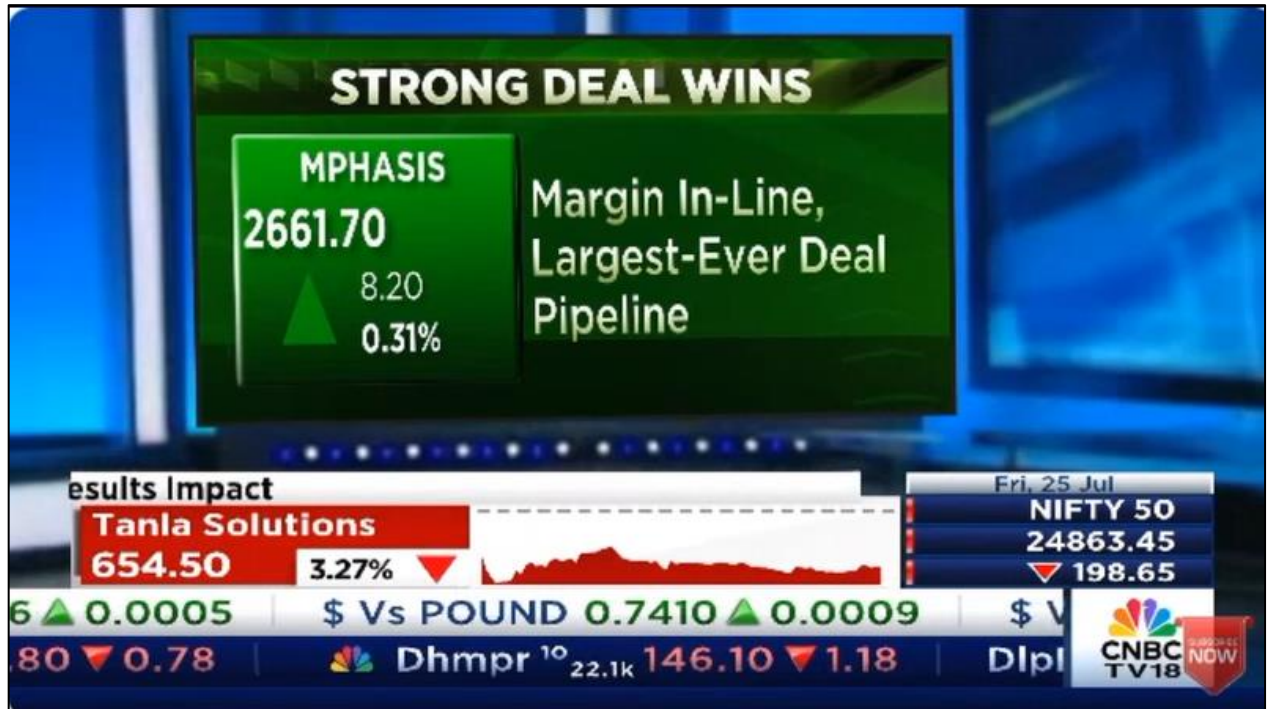 STRONG DEAL WINS
MPHASIS
2661.70
8.20
0.31%
Margin In-Line,
Largest-Ever Deal
Pipeline
esults Impact
Tanla Solutions
654.50
3.27%
Fri, 25 Jul
NIFTY 50
24863.45
198.65
6 ▲ 0.0005 $ Vs POUND 0.7410 ▲ 0.0009 $ V
.80 ▼ 0.78 Dhmpr 10 22.1k 146.10 ▼ 1.18 Dlpl
CNBC
TV18
SUBSCRIBE
NOW